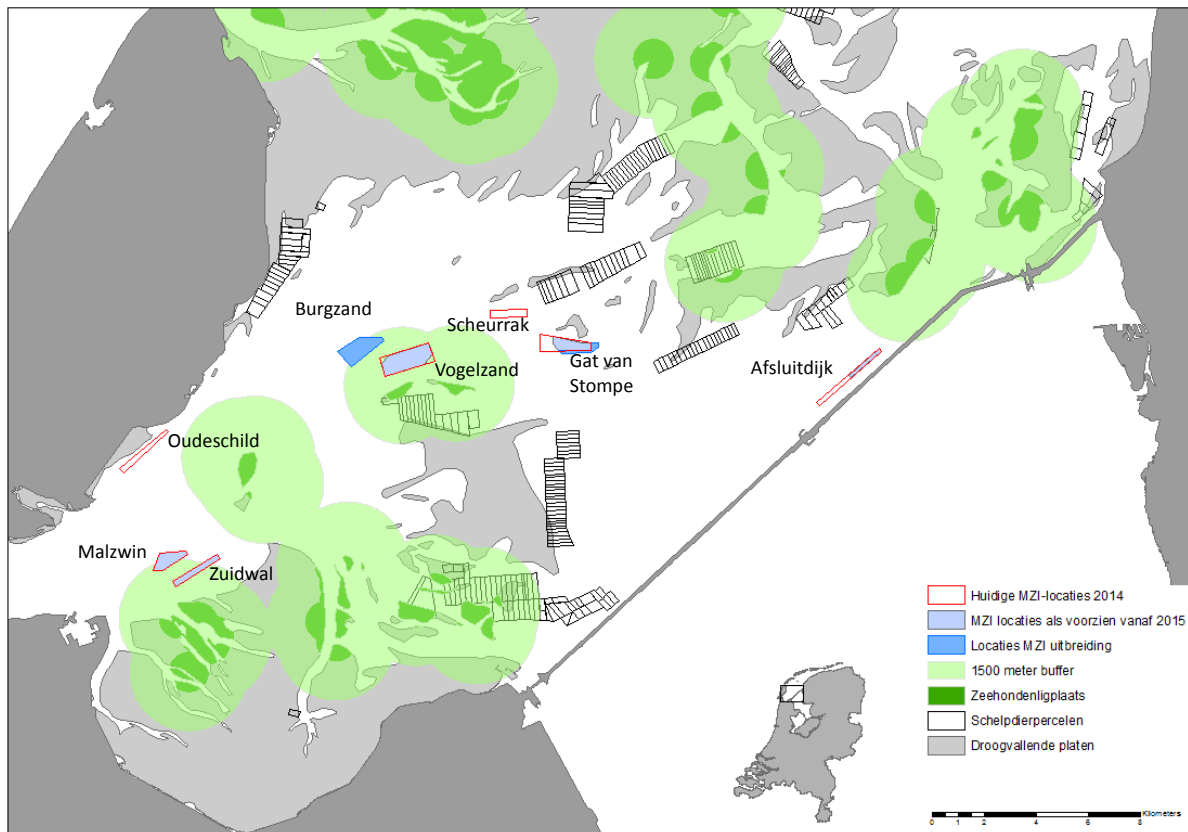 Burgzand
Scheurrak
Vogelzand
Gat van
Stompe
Afsluitdijk
Oudeschild
Malzwin
Zuidwal
Huidige MZI-locaties 2014
MZI locaties als voorzien vanaf 2015
Locaties MZI uitbreiding
1500 meter buffer
Zeehondenligplaats
Schelpdierpercelen
Droogvallende platen
Kilometers
0 1 2 4 6 8